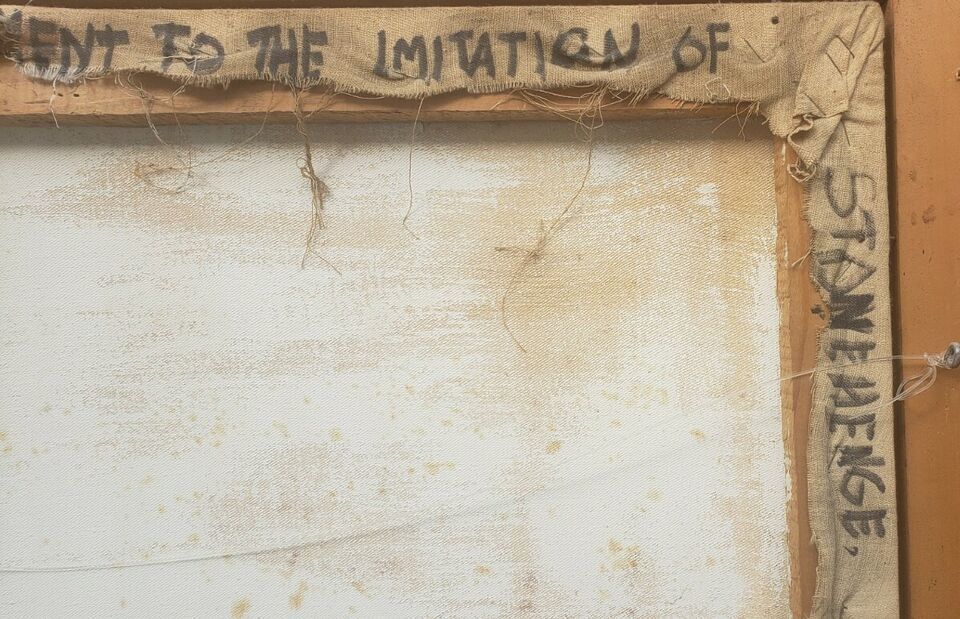 ENT TO THE IMITATION OF
STONEHENGE,